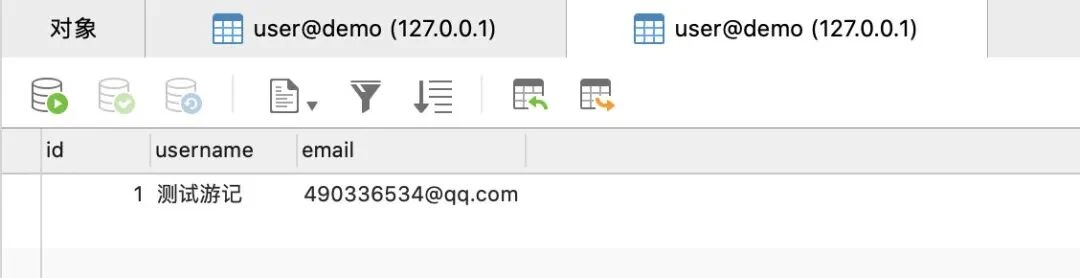 对象 user@demo (127.0.0.1) user@demo (127.0.0.1)
id username email
1 测试游记 490336534@qq.com